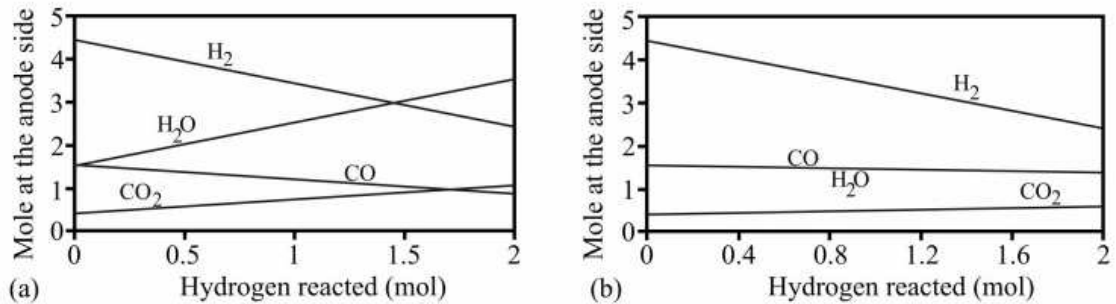 Mole at the anode side
5
4
3
2
1
0
H₂
H₂O
CO
CO₂
0
0.5
1
1.5
2
(a)
Hydrogen reacted (mol)
Mole at the anode side
5
4
3
2
1
0
H₂
CO
H₂O
CO₂
0
0.4
0.8
1.2
1.6
2
(b)
Hydrogen reacted (mol)